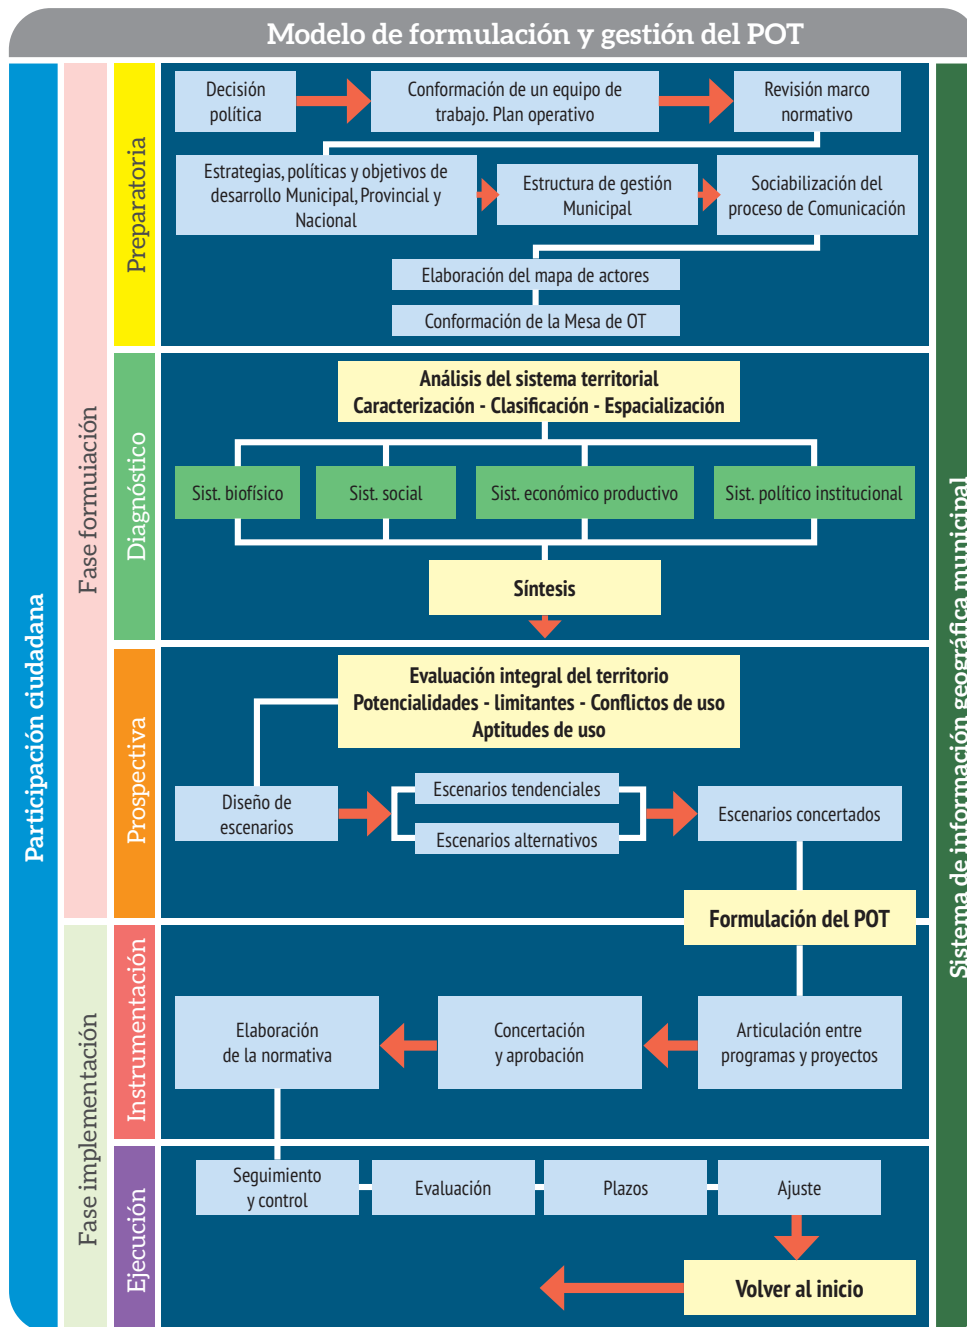 Modelo de formulación y gestión del POT
Participación ciudadana
Fase formuiación
Preparatoria
Decisión
política
Conformación de un equipo de
trabajo. Plan operativo
Revisión marco
normativo
Estrategias, políticas y objetivos de
desarrollo Municipal, Provincial y
Nacional
Estructura de gestión
Municipal
Sociabilización del
proceso de Comunicación
Elaboración del mapa de actores
Conformación de la Mesa de OT
Diagnóstico
Análisis del sistema territorial
Caracterización - Clasificación - Espacialización
Sist. biofísico
Sist. social
Sist. económico productivo
Sist. político institucional
Síntesis
Prospectiva
Evaluación integral del territorio
Potencialidades - limitantes - Conflictos de uso
Aptitudes de uso
Diseño de
escenarios
Escenarios tendenciales
Escenarios alternativos
Escenarios concertados
Formulación del POT
Fase implementación
Instrumentación
Elaboración
de la normativa
Concertación
y aprobación
Articulación entre
programas y proyectos
Ejecución
Seguimiento
y control
Evaluación
Plazos
Ajuste
Volver al inicio
Sistema de información geográfica municipal